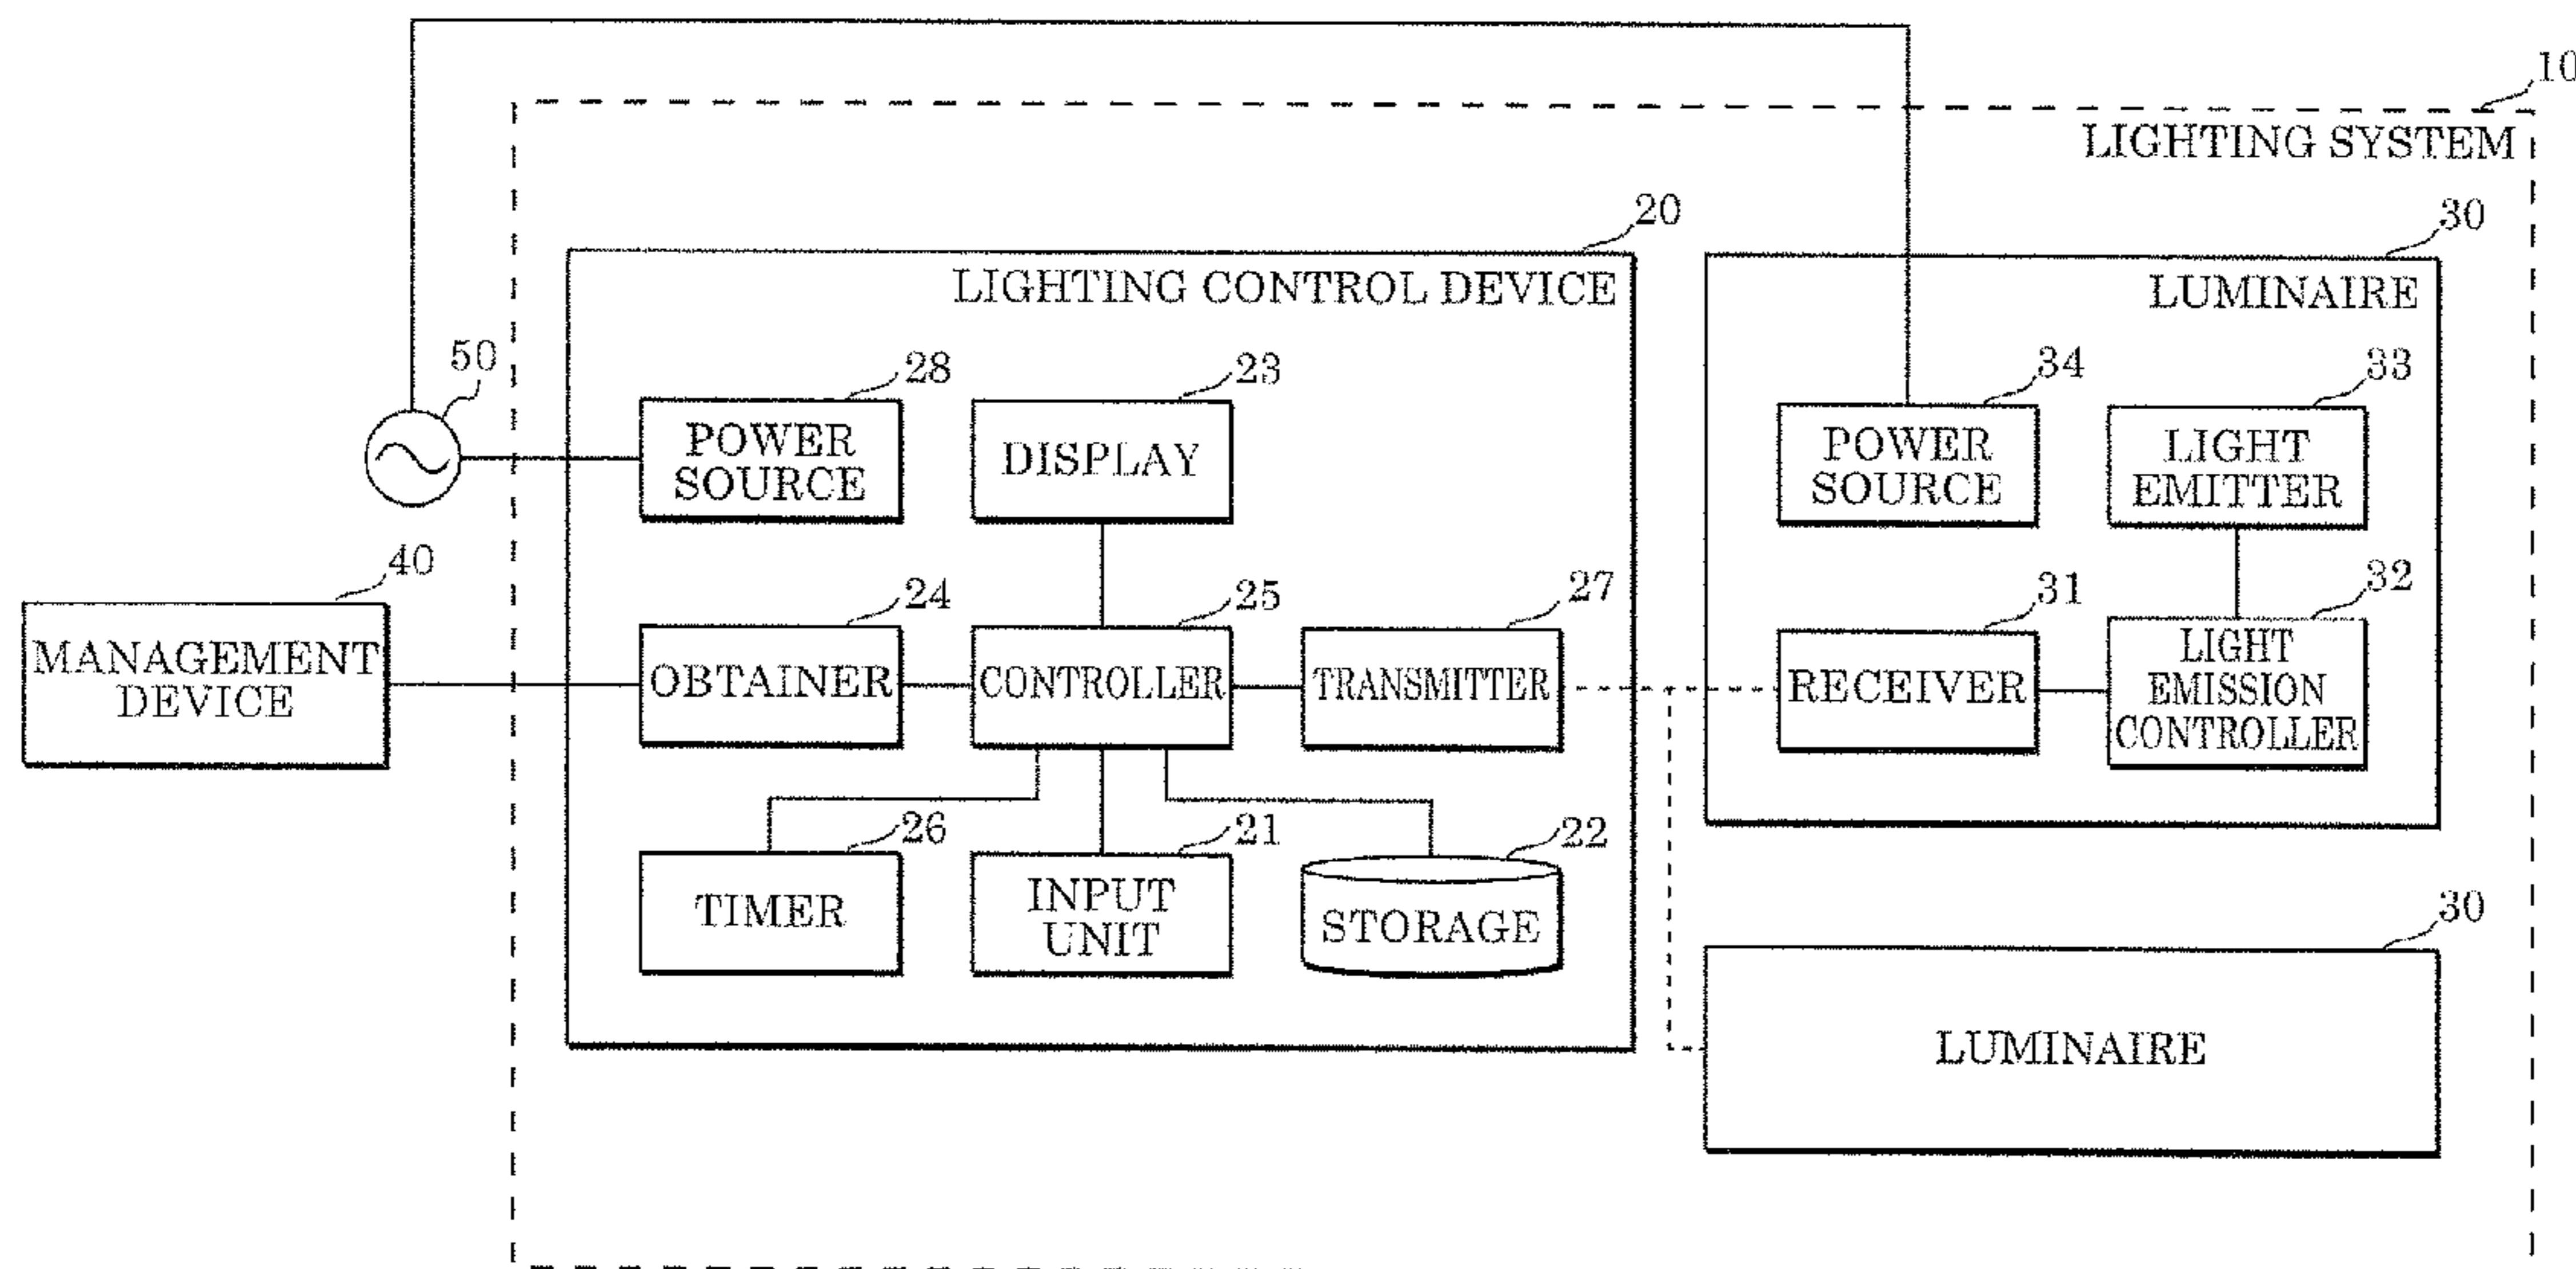 10
LIGHTING SYSTEM
20
LIGHTING CONTROL DEVICE
30
LUMINAIRE
50
28
POWER
SOURCE
23
DISPLAY
34
POWER
SOURCE
33
LIGHT
EMITTER
40
MANAGEMENT
DEVICE
24
OBTAINER
25
CONTROLLER
27
TRANSMITTER
31
RECEIVER
32
LIGHT
EMISSION
CONTROLLER
26
TIMER
21
INPUT
UNIT
22
STORAGE
30
LUMINAIRE